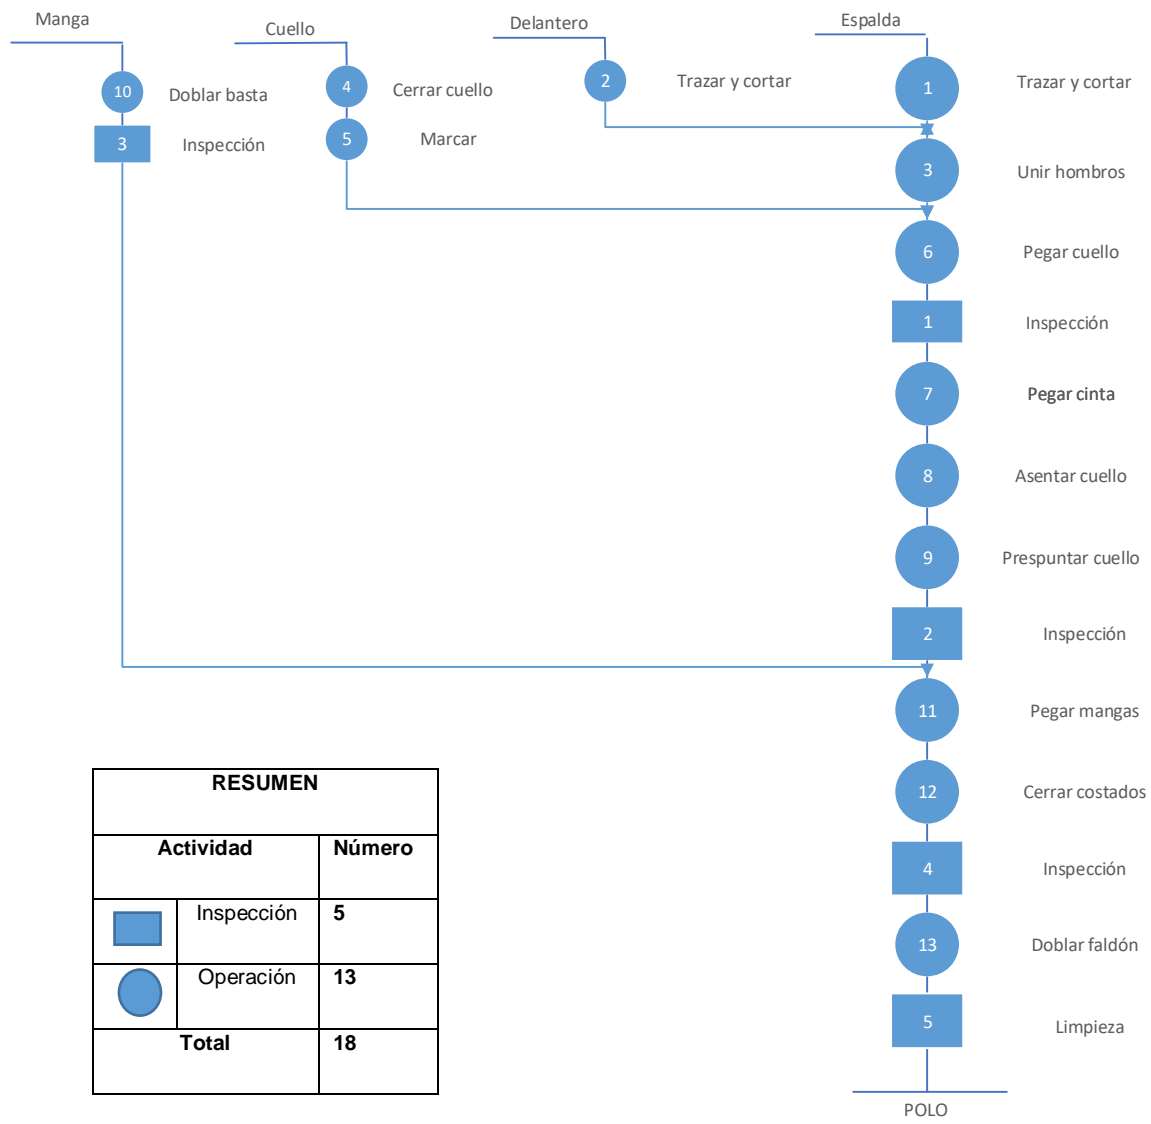 Manga
Cuello
Delantero
Espalda
10 Doblar basta
4 Cerrar cuello
2 Trazar y cortar
1 Trazar y cortar
3 Inspección
5 Marcar
3 Unir hombros
6 Pegar cuello
1 Inspección
7 Pegar cinta
8 Asentar cuello
9 Prespuntar cuello
2 Inspección
11 Pegar mangas
12 Cerrar costados
4 Inspección
13 Doblar faldón
5 Limpieza
POLO
RESUMEN
Actividad Número
Inspección 5
Operación 13
Total 18